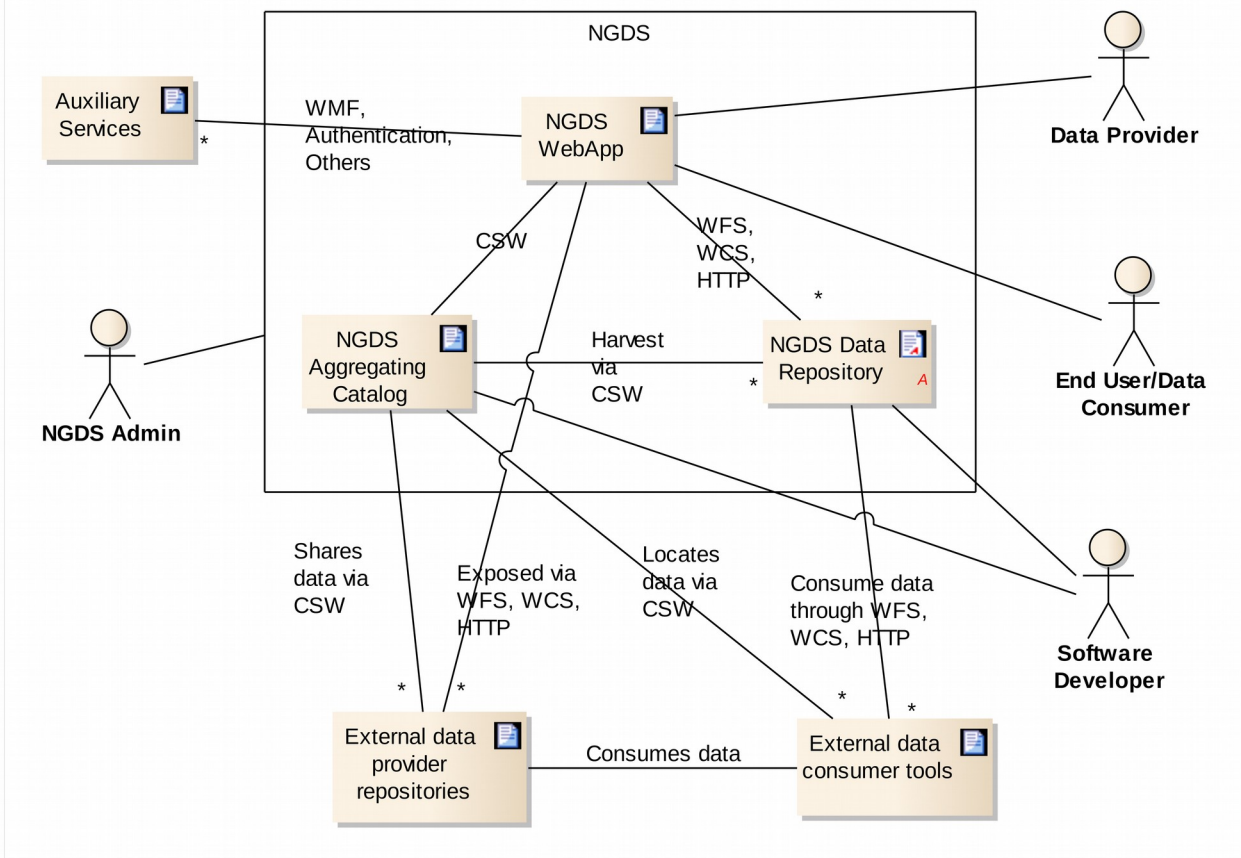 NGDS
Auxiliary
Services
*
WMF,
Authentication,
Others
NGDS
WebApp
Data Provider
CSW
WFS,
WCS,
HTTP
*
NGDS Admin
NGDS
Aggregating
Catalog
Harvest
via
CSW
*
NGDS Data
Repository
A
End User/Data
Consumer
Shares
data via
CSW
*
Exposed via
WFS, WCS,
HTTP
*
Locates
data via
CSW
*
Consume data
through WFS,
WCS, HTTP
*
Software
Developer
External data
provider
repositories
Consumes data
External data
consumer tools